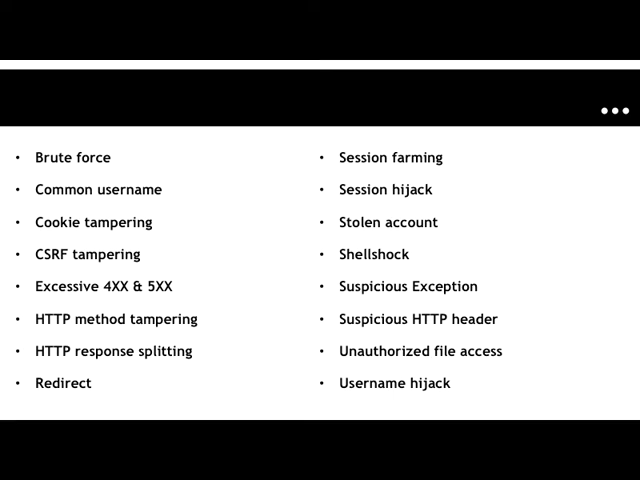 ...
• Brute force
• Common username
• Cookie tampering
• CSRF tampering
• Excessive 4XX & 5XX
• HTTP method tampering
• HTTP response splitting
• Redirect
• Session farming
• Session hijack
• Stolen account
• Shellshock
• Suspicious Exception
• Suspicious HTTP header
• Unauthorized file access
• Username hijack